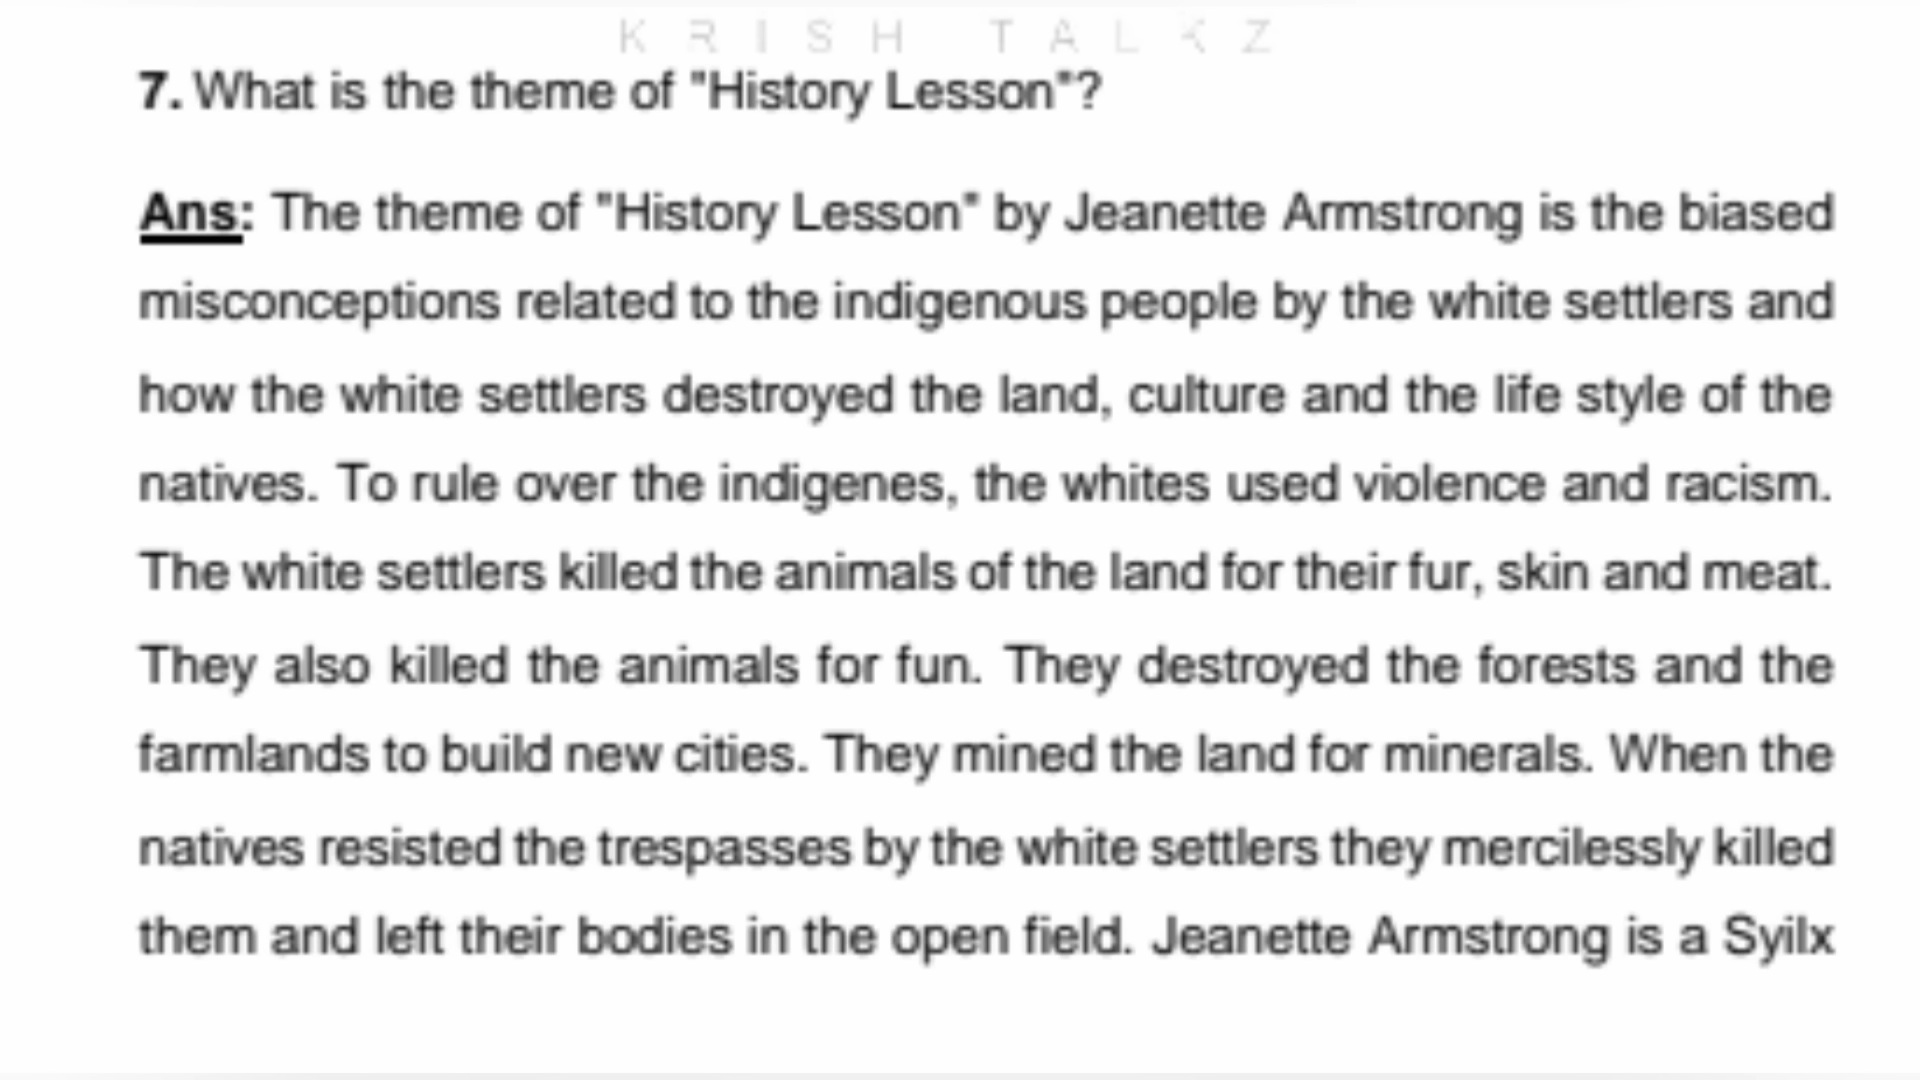 KRISH TALKZ
7. What is the theme of "History Lesson"?
Ans: The theme of "History Lesson" by Jeanette Armstrong is the biased
misconceptions related to the indigenous people by the white settlers and
how the white settlers destroyed the land, culture and the life style of the
natives. To rule over the indigenes, the whites used violence and racism.
The white settlers killed the animals of the land for their fur, skin and meat.
They also killed the animals for fun. They destroyed the forests and the
farmlands to build new cities. They mined the land for minerals. When the
natives resisted the trespasses by the white settlers they mercilessly killed
them and left their bodies in the open field. Jeanette Armstrong is a Syilx